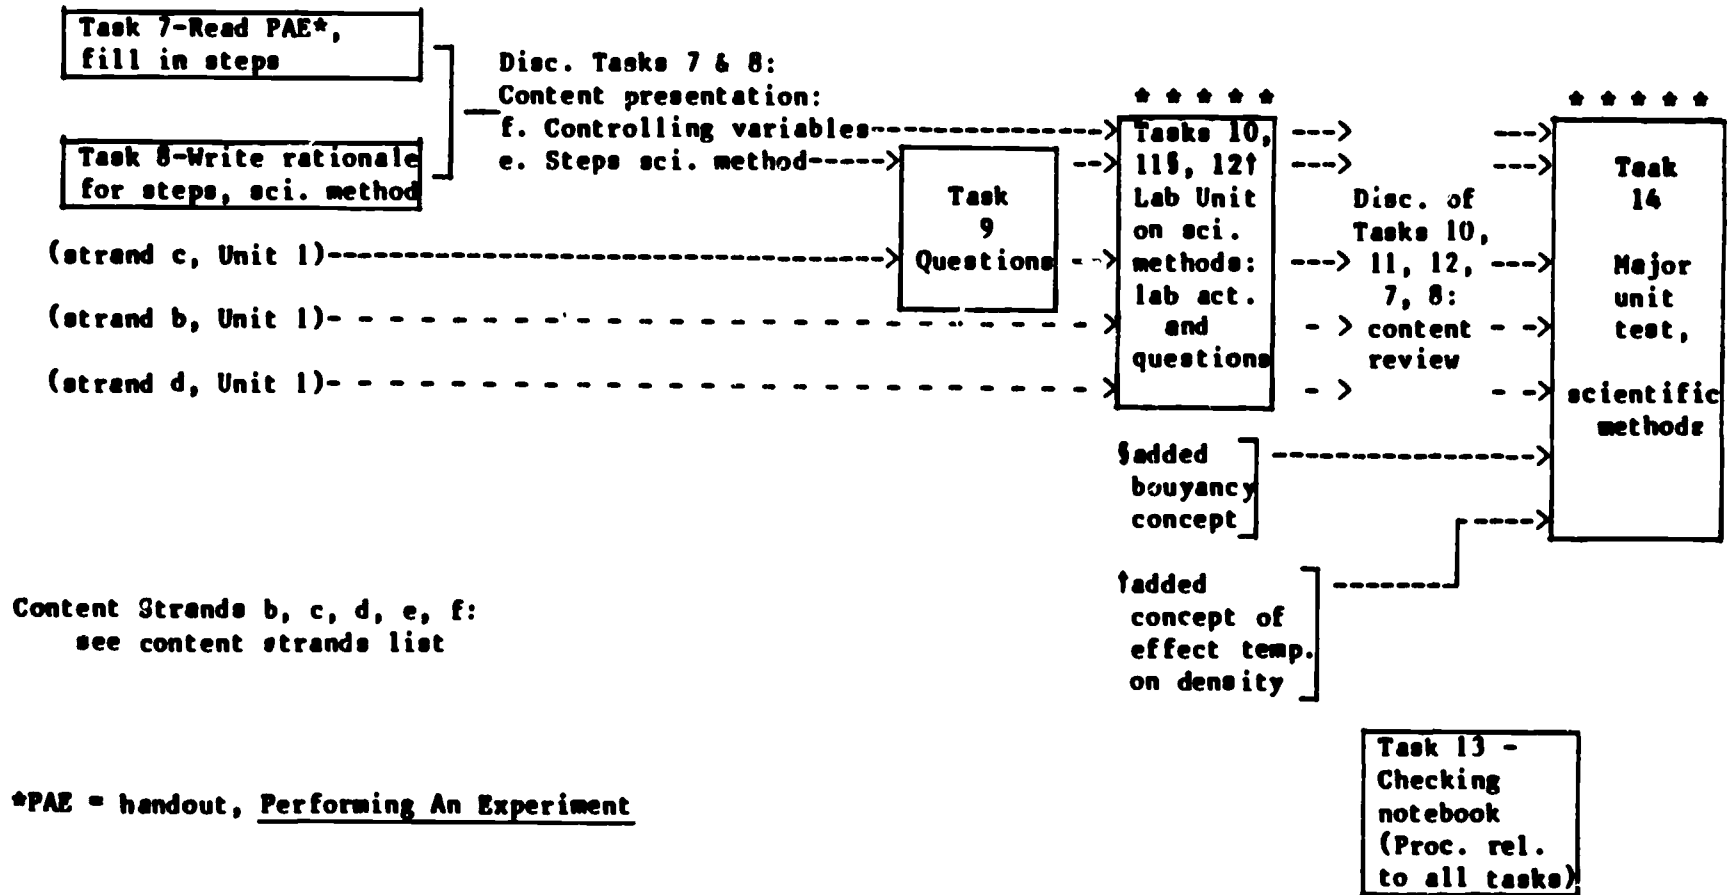 Task 7-Read PAE*,
fill in steps
Task 8-Write rationale
for steps, sci. method
Disc. Tasks 7 & 8:
Content presentation:
f. Controlling variables
e. Steps sci. method
(strand c, Unit 1)
(strand b, Unit 1)
(strand d, Unit 1)
Task
9
Questions
* * * * *
Tasks 10,
11§, 12†
Lab Unit
on sci.
methods:
lab act.
and
questions
Disc. of
Tasks 10,
11, 12,
7, 8:
content
review
* * * * *
Task
14
Major
unit
test,
scientific
methods
§added
bouyancy
concept
†added
concept of
effect temp.
on density
Content Strands b, c, d, e, f:
see content strands list
*PAE = handout, Performing An Experiment
Task 13 -
Checking
notebook
(Proc. rel.
to all tasks)